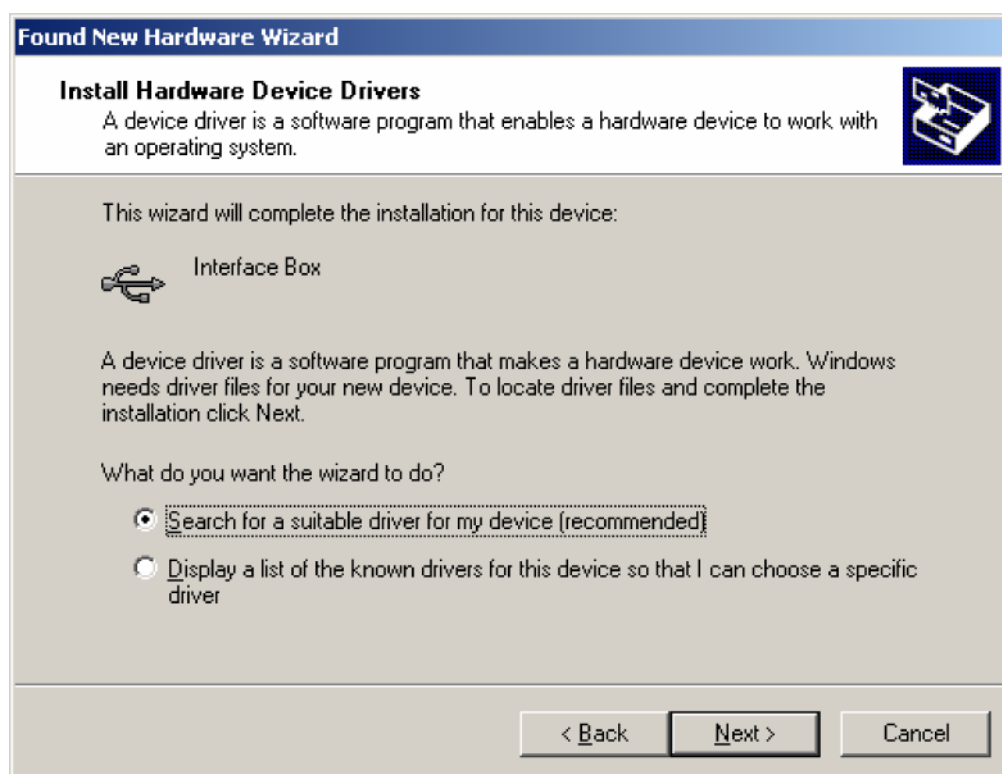 Found New Hardware Wizard
Install Hardware Device Drivers
A device driver is a software program that enables a hardware device to work with
an operating system.
This wizard will complete the installation for this device:
Interface Box
A device driver is a software program that makes a hardware device work. Windows
needs driver files for your new device. To locate driver files and complete the
installation click Next.
What do you want the wizard to do?
Search for a suitable driver for my device (recommended)
Display a list of the known drivers for this device so that I can choose a specific
driver
< Back Next > Cancel